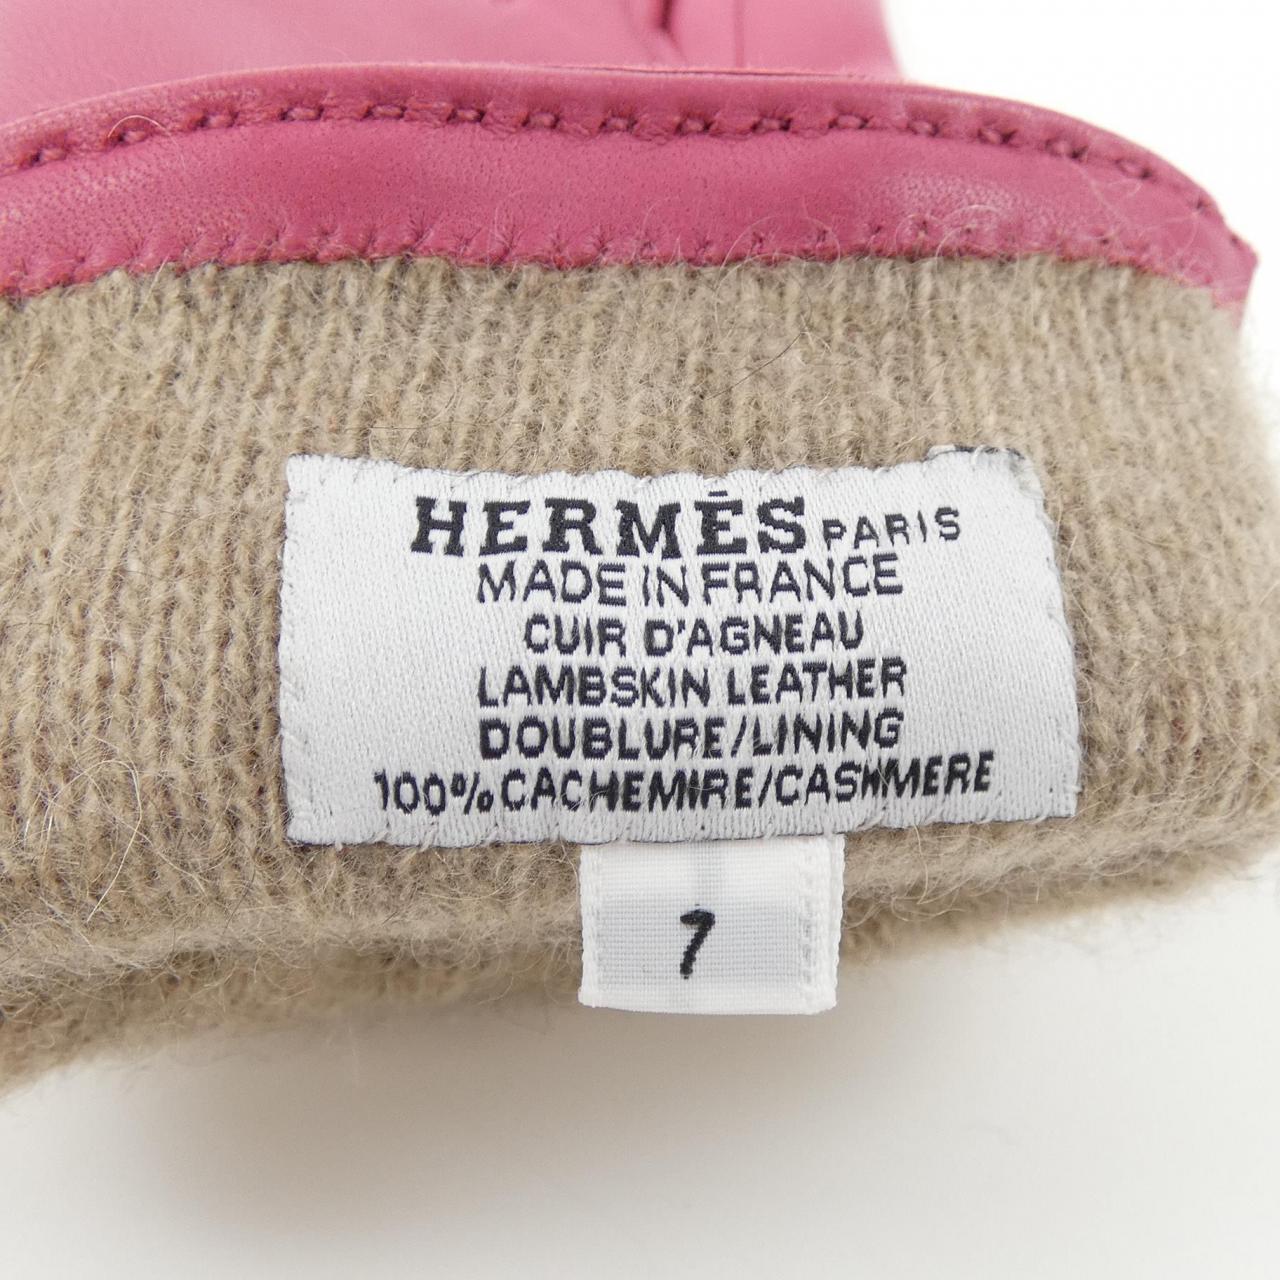 HERMÈS PARIS
MADE IN FRANCE
CUIR D'AGNEAU
LAMBSKIN LEATHER
DOUBLURE/LINING
100% CACHEMIRE/CASHMERE
7